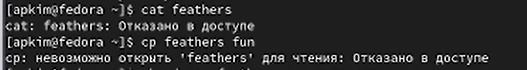 [apkim@fedora ~]$ cat feathers
cat: feathers: Отказано в доступе
[apkim@fedora ~]$ cp feathers fun
cp: невозможно открыть 'feathers' для чтения: Отказано в доступе